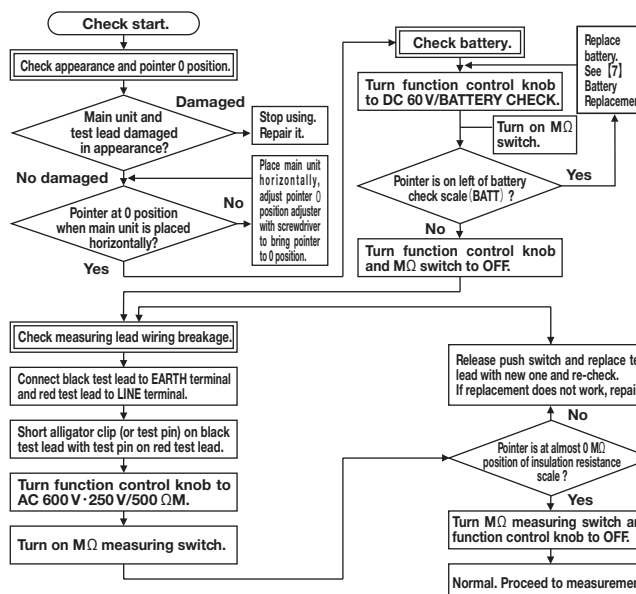 Check start.
Check appearance and pointer 0 position.
Damaged
Main unit and
test lead damaged
in appearance?
Stop using.
Repair it.
No damaged
Place main unit
horizontally,
adjust pointer 0
position adjuster
with screwdriver
to bring pointer
to 0 position.
No
Pointer at 0 position
when main unit is placed
horizontally?
Yes
Check battery.
Replace
battery.
See [7]
Battery
Replacemen
Turn function control knob
to DC 60 V/BATTERY CHECK.
Turn on MΩ
switch.
Yes
Pointer is on left of battery
check scale(BATT) ?
No
Turn function control knob
and MΩ switch to OFF.
Check measuring lead wiring breakage.
Connect black test lead to EARTH terminal
and red test lead to LINE terminal.
Short alligator clip (or test pin) on black
test lead with test pin on red test lead.
Turn function control knob to
AC 600 V・250 V/500 ΩM.
Turn on MΩ measuring switch.
Release push switch and replace te
lead with new one and re-check.
If replacement does not work, repair
No
Pointer is at almost 0 MΩ
position of insulation resistance
scale ?
Yes
Turn MΩ measuring switch an
function control knob to OFF.
Normal. Proceed to measuremen